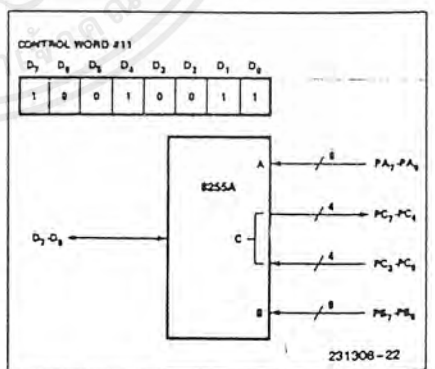 CONTROL WORD #11
D7 D6 D5 D4 D3 D2 D1 D0
1 0 0 1 0 0 1 1
A
8
PA7-PA0
8255A
4
PC7-PC4
D7-D0
C
4
PC3-PC0
B
8
PB7-PB0
231308-22